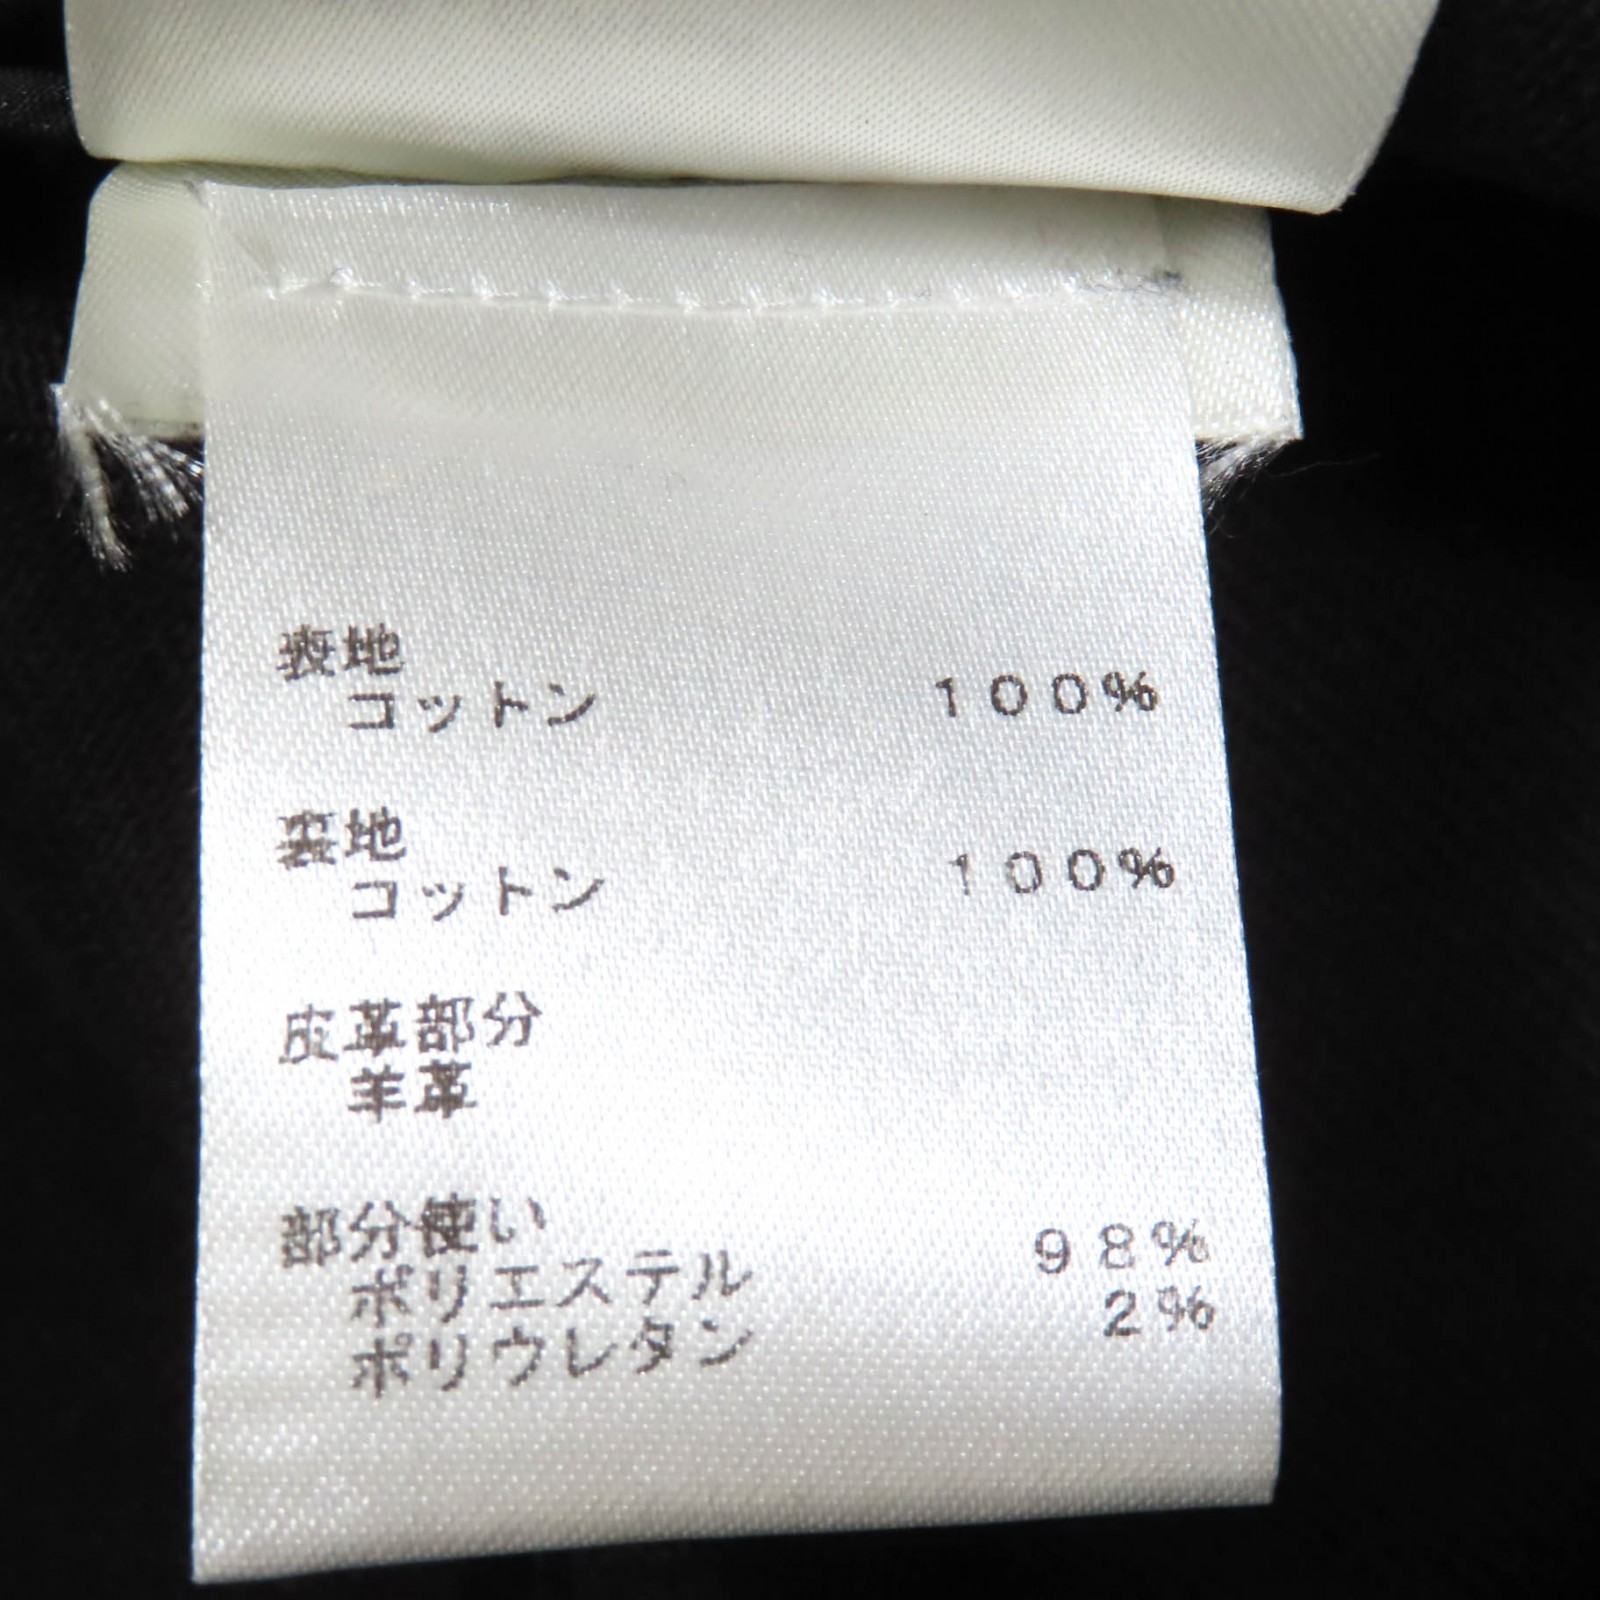 表地
コットン 100%
裏地
コットン 100%
皮革部分
羊革
部分使い
ポリエステル 98%
ポリウレタン 2%